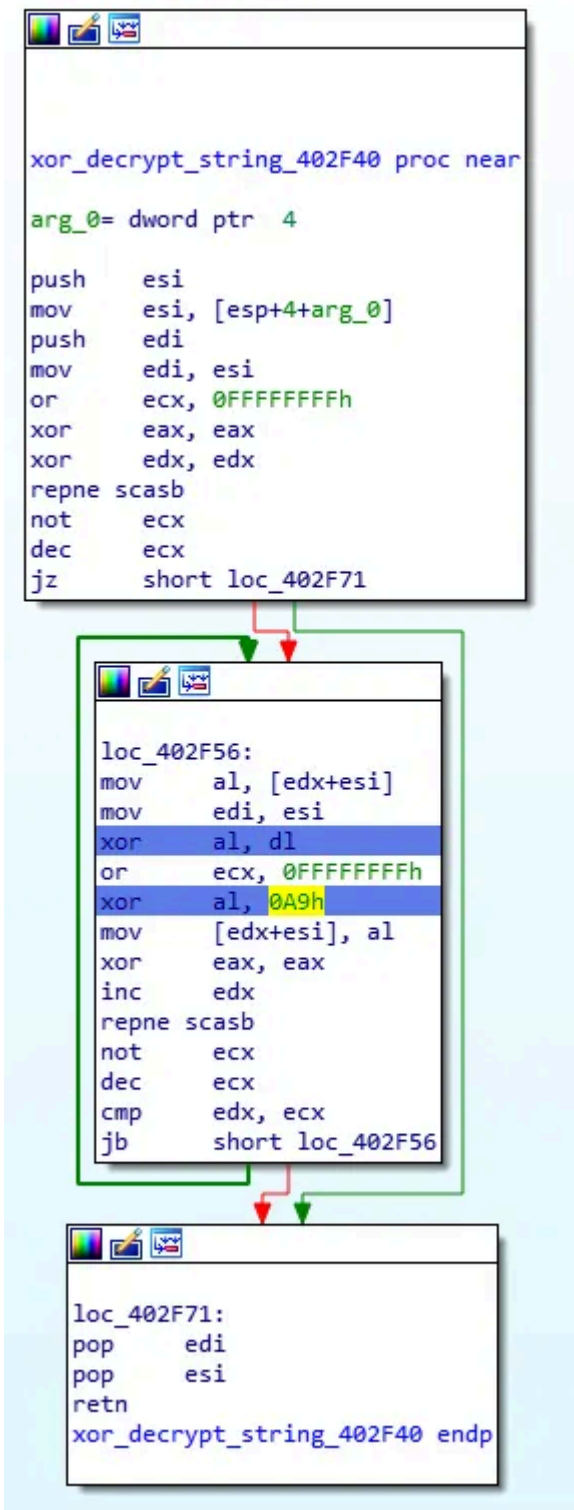 xor_decrypt_string_402F40 proc near
arg_0= dword ptr  4
push    esi
mov     esi, [esp+4+arg_0]
push    edi
mov     edi, esi
or      ecx, 0FFFFFFFFh
xor     eax, eax
xor     edx, edx
repne scasb
not     ecx
dec     ecx
jz      short loc_402F71
loc_402F56:
mov     al, [edx+esi]
mov     edi, esi
xor     al, dl
or      ecx, 0FFFFFFFFh
xor     al, 0A9h
mov     [edx+esi], al
xor     eax, eax
inc     edx
repne scasb
not     ecx
dec     ecx
cmp     edx, ecx
jb      short loc_402F56
loc_402F71:
pop     edi
pop     esi
retn
xor_decrypt_string_402F40 endp